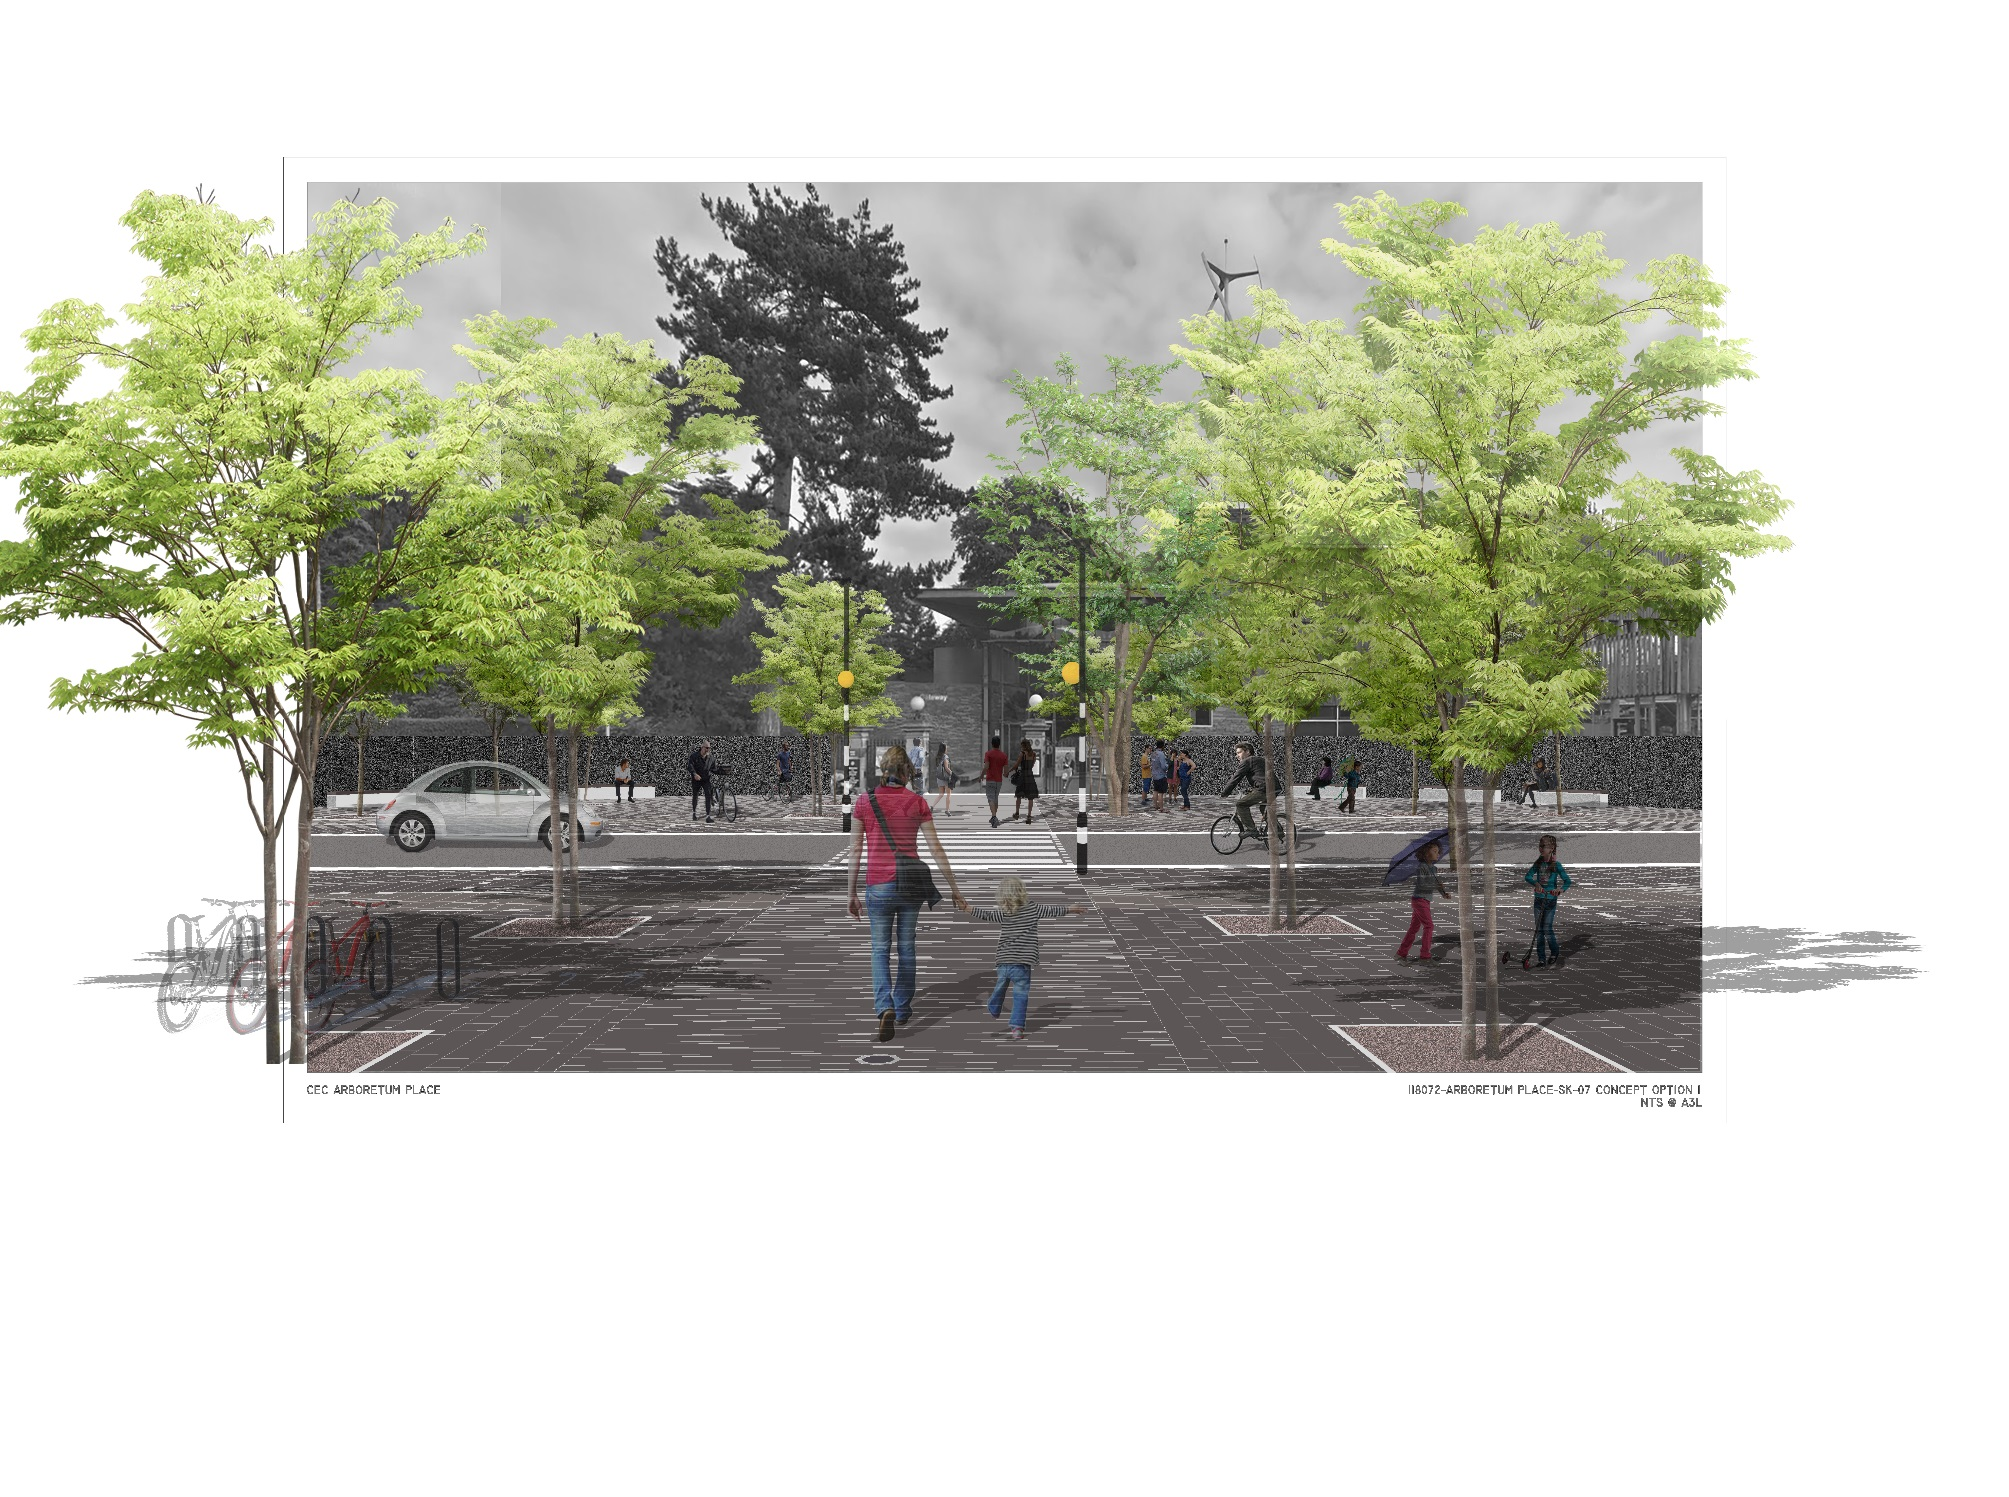 CEC ARBORETUM PLACE
118072-ARBORETUM PLACE-SK-07 CONCEPT OPTION 1
NTS @ A3L